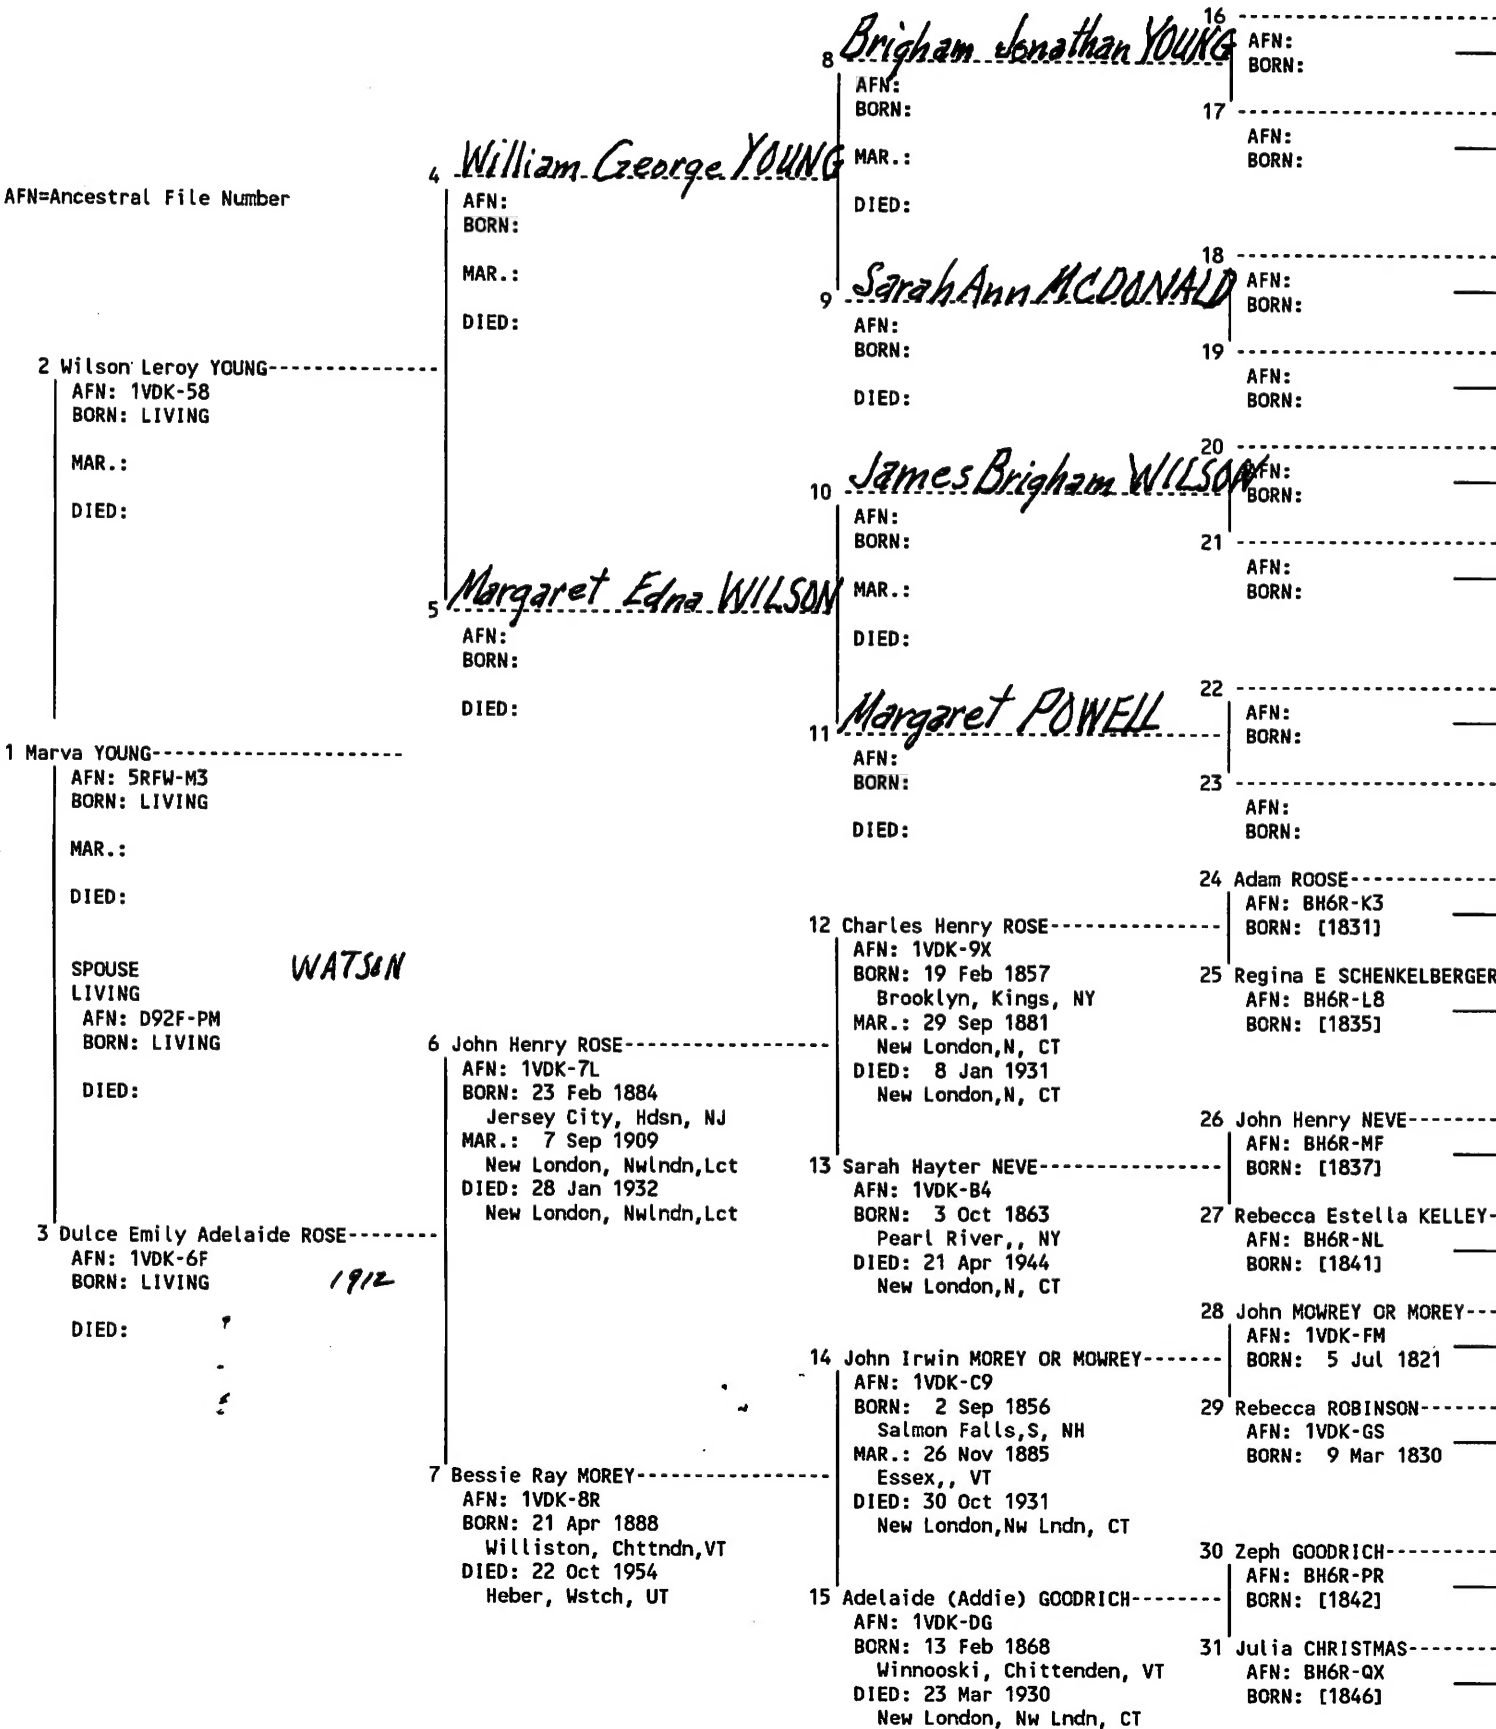 AFN=Ancestral File Number
2 Wilson Leroy YOUNG
AFN: 1VDK-58
BORN: LIVING
MAR.:
DIED:
1 Marva YOUNG
AFN: 5RFW-M3
BORN: LIVING
MAR.:
DIED:
SPOUSE WATSON
LIVING
AFN: D92F-PM
BORN: LIVING
DIED:
3 Dulce Emily Adelaide ROSE
AFN: 1VDK-6F
BORN: LIVING 1912
DIED:
4 William George YOUNG
AFN:
BORN:
MAR.:
DIED:
5 Margaret Edna WILSON
AFN:
BORN:
DIED:
6 John Henry ROSE
AFN: 1VDK-7L
BORN: 23 Feb 1884
Jersey City, Hdsn, NJ
MAR.: 7 Sep 1909
New London, Nwlndn,Lct
DIED: 28 Jan 1932
New London, Nwlndn,Lct
7 Bessie Ray MOREY
AFN: 1VDK-8R
BORN: 21 Apr 1888
Williston, Chttndn,VT
DIED: 22 Oct 1954
Heber, Wstch, UT
8 Brigham Jonathan YOUNG
AFN:
BORN:
MAR.:
DIED:
9 Sarah Ann MCDONALD
AFN:
BORN:
DIED:
10 James Brigham WILSON
AFN:
BORN:
MAR.:
DIED:
11 Margaret POWELL
AFN:
BORN:
DIED:
12 Charles Henry ROSE
AFN: 1VDK-9X
BORN: 19 Feb 1857
Brooklyn, Kings, NY
MAR.: 29 Sep 1881
New London,N, CT
DIED: 8 Jan 1931
New London,N, CT
13 Sarah Hayter NEVE
AFN: 1VDK-B4
BORN: 3 Oct 1863
Pearl River,, NY
DIED: 21 Apr 1944
New London,N, CT
14 John Irwin MOREY OR MOWREY
AFN: 1VDK-C9
BORN: 2 Sep 1856
Salmon Falls,S, NH
MAR.: 26 Nov 1885
Essex,, VT
DIED: 30 Oct 1931
New London,Nw Lndn, CT
15 Adelaide (Addie) GOODRICH
AFN: 1VDK-DG
BORN: 13 Feb 1868
Winnooski, Chittenden, VT
DIED: 23 Mar 1930
New London, Nw Lndn, CT
16
AFN:
BORN:
17
AFN:
BORN:
18
AFN:
BORN:
19
AFN:
BORN:
20
AFN:
BORN:
21
AFN:
BORN:
22
AFN:
BORN:
23
AFN:
BORN:
24 Adam ROOSE
AFN: BH6R-K3
BORN: [1831]
25 Regina E SCHENKELBERGER
AFN: BH6R-L8
BORN: [1835]
26 John Henry NEVE
AFN: BH6R-MF
BORN: [1837]
27 Rebecca Estella KELLEY
AFN: BH6R-NL
BORN: [1841]
28 John MOWREY OR MOREY
AFN: 1VDK-FM
BORN: 5 Jul 1821
29 Rebecca ROBINSON
AFN: 1VDK-GS
BORN: 9 Mar 1830
30 Zeph GOODRICH
AFN: BH6R-PR
BORN: [1842]
31 Julia CHRISTMAS
AFN: BH6R-QX
BORN: [1846]